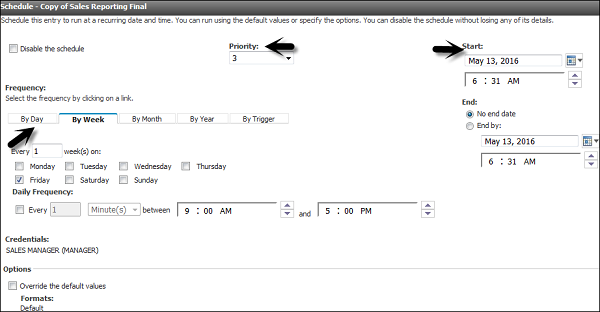 Schedule - Copy of Sales Reporting Final
Schedule this entry to run at a recurring date and time. You can run using the default values or specify the options. You can disable the schedule without losing any of its details.
Disable the schedule
Priority:
3
Start:
May 13, 2016
6 : 31 AM
Frequency:
Select the frequency by clicking on a link.
By Day By Week By Month By Year By Trigger
Every 1 week(s) on:
Monday Tuesday Wednesday Thursday
Friday Saturday Sunday
Daily Frequency:
Every 1 Minute(s) between 9 : 00 AM and 5 : 00 PM
End:
No end date
End by:
May 13, 2016
6 : 31 AM
Credentials:
SALES MANAGER (MANAGER)
Options
Override the default values
Formats:
Default